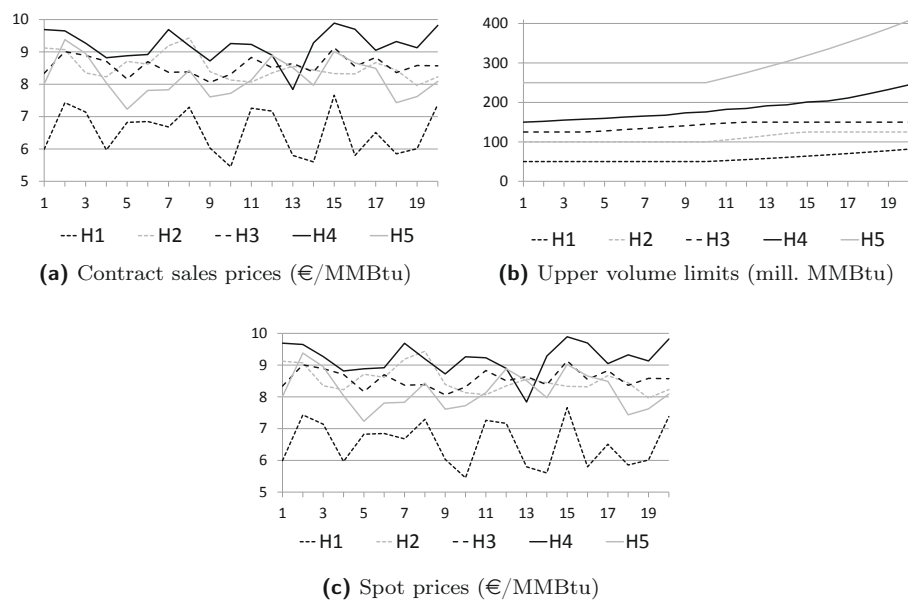 10
9
8
7
6
5
1 3 5 7 9 11 13 15 17 19
H1 H2 H3 H4 H5
(a) Contract sales prices (€/MMBtu)
400
300
200
100
0
1 3 5 7 9 11 13 15 17 19
H1 H2 H3 H4 H5
(b) Upper volume limits (mill. MMBtu)
10
9
8
7
6
5
1 3 5 7 9 11 13 15 17 19
H1 H2 H3 H4 H5
(c) Spot prices (€/MMBtu)